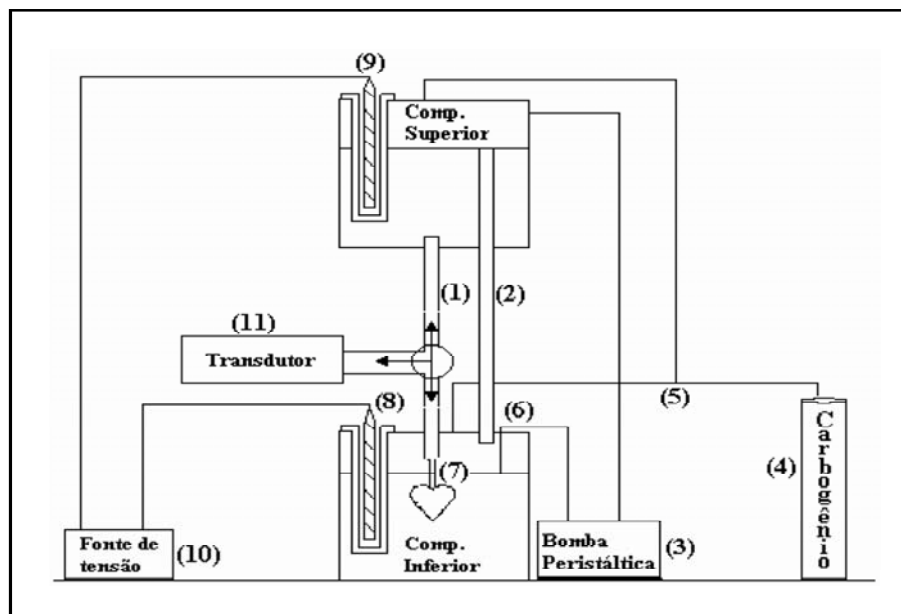 (9)
Comp.
Superior
(1)
(2)
(11)
Transdutor
(8)
(6)
(5)
(4)
Carbogênio
(7)
Fonte de
tensão
(10)
Comp.
Inferior
Bomba
Peristáltica
(3)